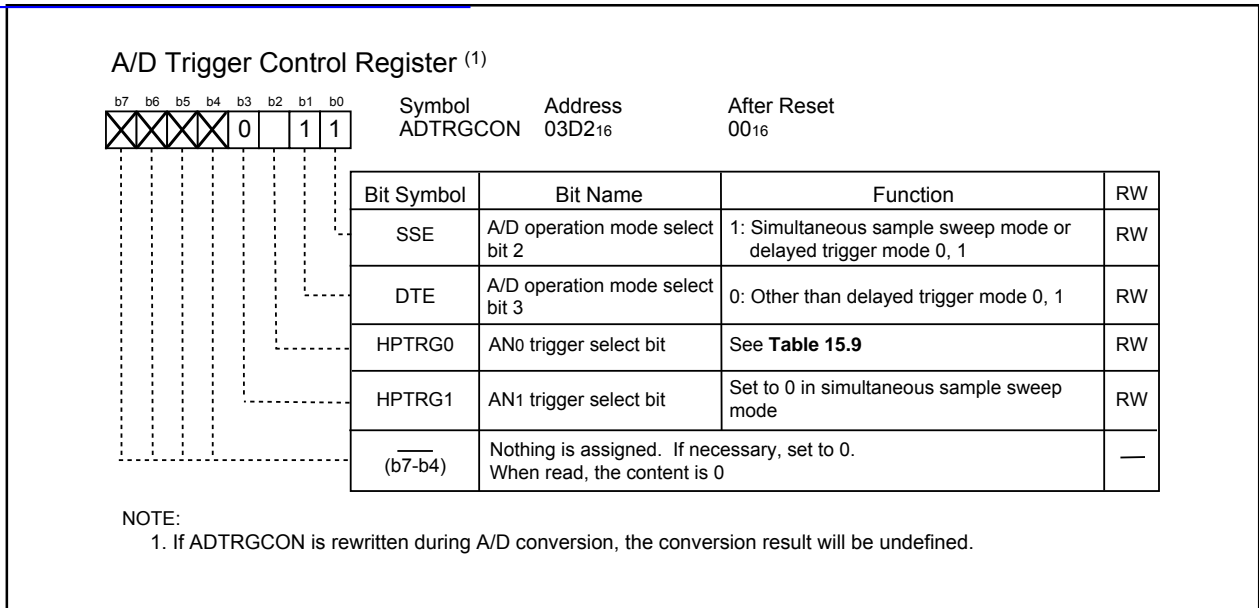 A/D Trigger Control Register (1)
b7 b6 b5 b4 b3 b2 b1 b0
0 1 1
Symbol Address After Reset
ADTRGCON 03D216 0016
Bit Symbol Bit Name Function RW
SSE A/D operation mode select bit 2 1: Simultaneous sample sweep mode or delayed trigger mode 0, 1 RW
DTE A/D operation mode select bit 3 0: Other than delayed trigger mode 0, 1 RW
HPTRG0 AN0 trigger select bit See Table 15.9 RW
HPTRG1 AN1 trigger select bit Set to 0 in simultaneous sample sweep mode RW
(b7-b4) Nothing is assigned. If necessary, set to 0. When read, the content is 0 —
NOTE:
1. If ADTRGCON is rewritten during A/D conversion, the conversion result will be undefined.